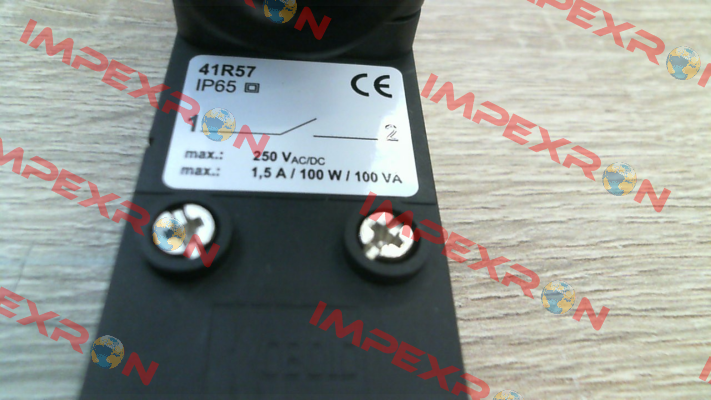 41R57
IP65
CE
1 2
max.: 250 VAC/DC
max.: 1,5 A / 100 W / 100 VA
IMPEXRON
IMPEXRON
IMPEXRON
IMPEXRON
IMPEXRON
IMPEXRON
IMPEXRON
IMPEXRON